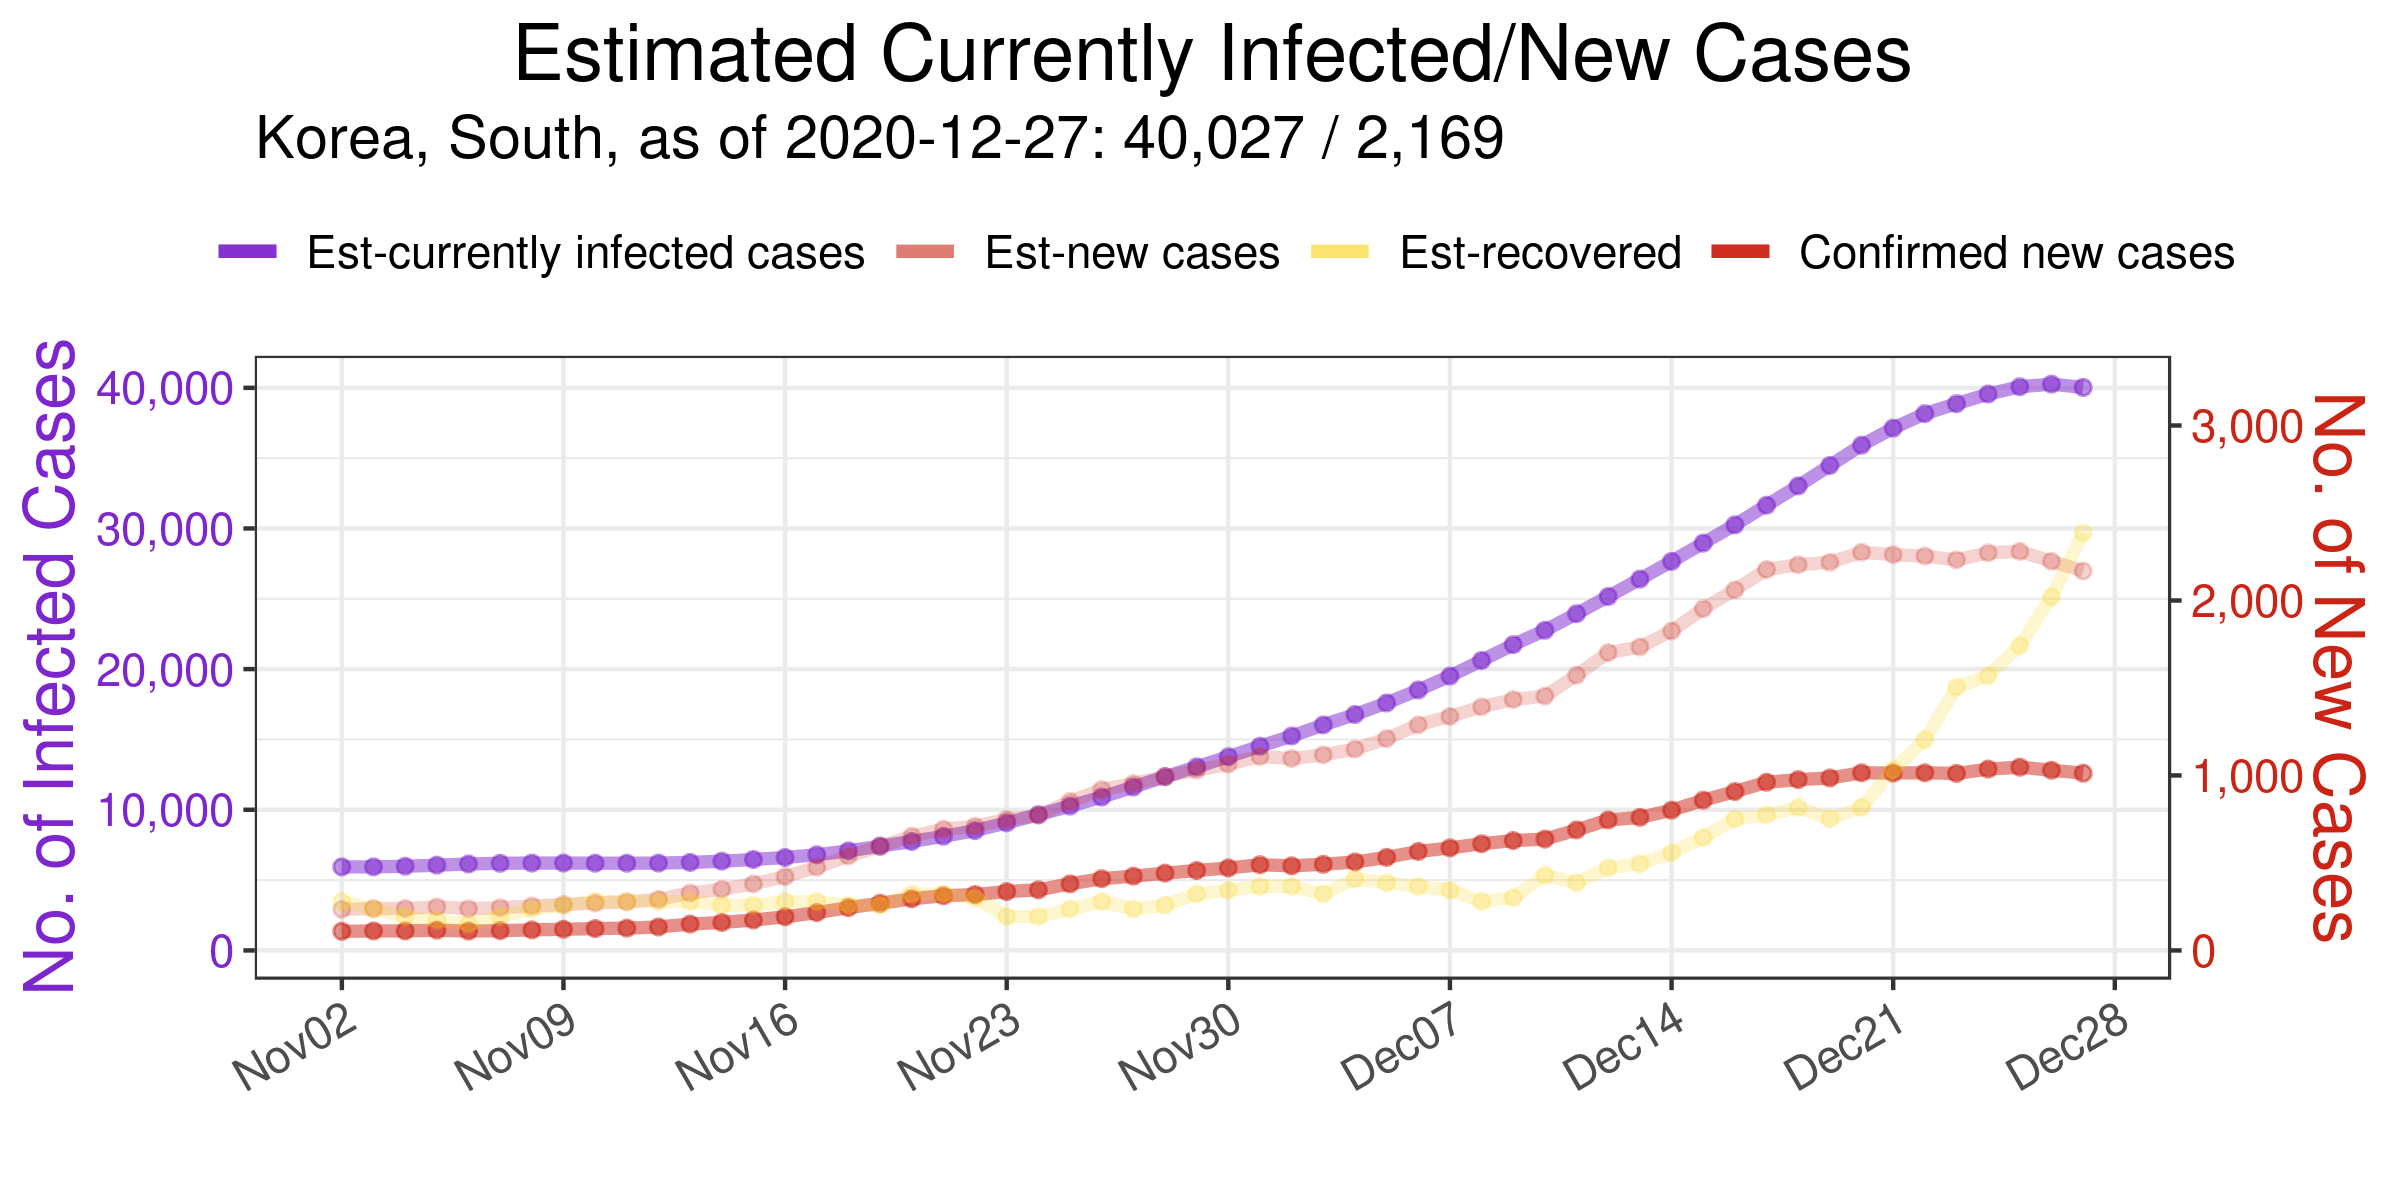 Estimated Currently Infected/New Cases
Korea, South, as of 2020-12-27: 40,027 / 2,169
Est-currently infected cases Est-new cases Est-recovered Confirmed new cases
No. of Infected Cases
40,000
30,000
20,000
10,000
0
3,000
2,000
1,000
0
No. of New Cases
Nov02 Nov09 Nov16 Nov23 Nov30 Dec07 Dec14 Dec21 Dec28